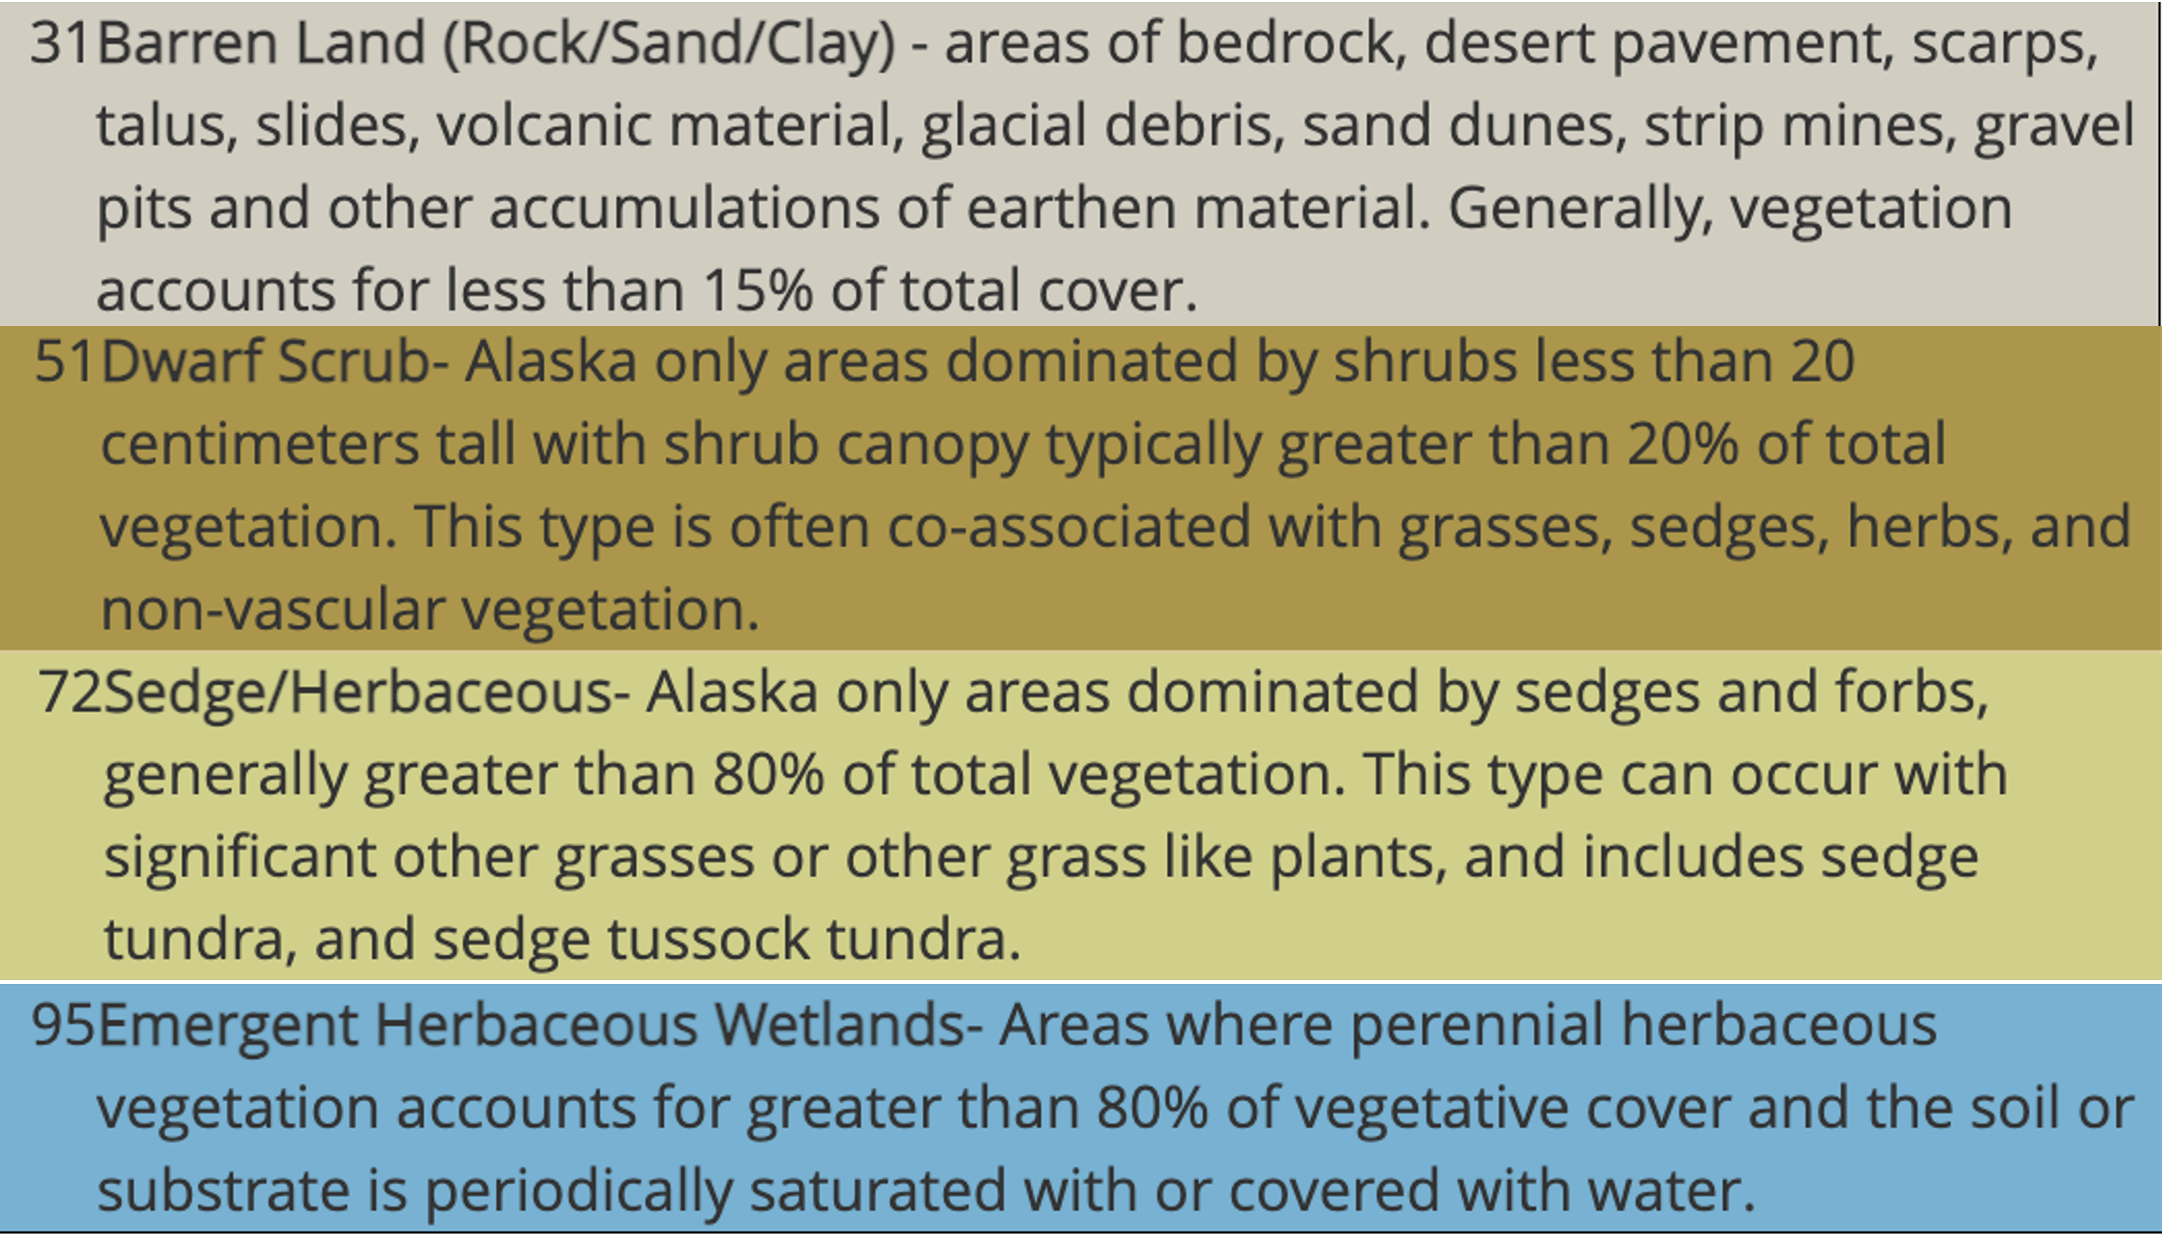 31Barren Land (Rock/Sand/Clay) - areas of bedrock, desert pavement, scarps,
talus, slides, volcanic material, glacial debris, sand dunes, strip mines, gravel
pits and other accumulations of earthen material. Generally, vegetation
accounts for less than 15% of total cover.
51Dwarf Scrub- Alaska only areas dominated by shrubs less than 20
centimeters tall with shrub canopy typically greater than 20% of total
vegetation. This type is often co-associated with grasses, sedges, herbs, and
non-vascular vegetation.
72Sedge/Herbaceous- Alaska only areas dominated by sedges and forbs,
generally greater than 80% of total vegetation. This type can occur with
significant other grasses or other grass like plants, and includes sedge
tundra, and sedge tussock tundra.
95Emergent Herbaceous Wetlands- Areas where perennial herbaceous
vegetation accounts for greater than 80% of vegetative cover and the soil or
substrate is periodically saturated with or covered with water.